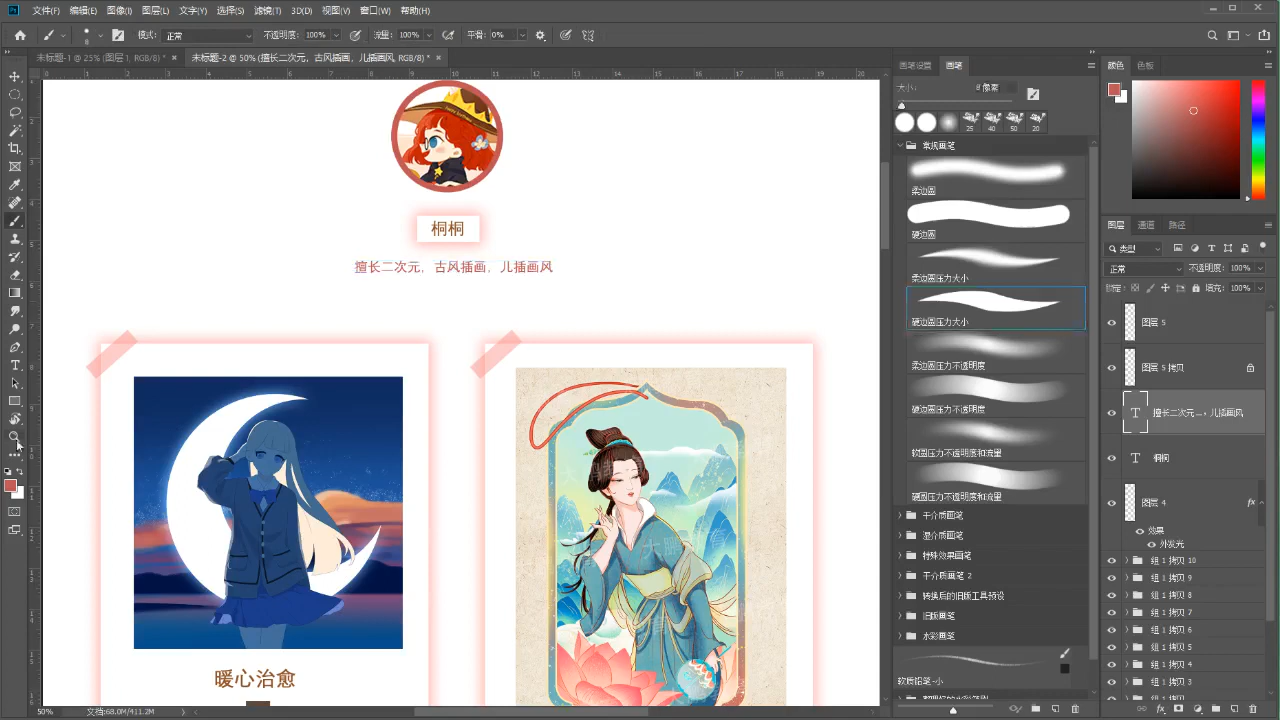 文件(F) 编辑(E) 图像(I) 图层(L) 文字(Y) 选择(S) 滤镜(T) 3D(D) 视图(V) 窗口(W) 帮助(H)
8 模式: 正常 不透明度: 100% 流量: 100% 平滑: 0%
未标题-1 @ 25% (图层 1, RGB/8) * × 未标题-2 @ 50% (擅长二次元，古风插画，儿插画风, RGB/8) * ×
桐桐
擅长二次元，古风插画，儿插画风
暖心治愈
50% 文档:68.0M/411.2M
画笔设置 画笔
大小: 8 像素
25 40 50 20
常规画笔
柔边圆
硬边圆
柔边圆压力大小
硬边圆压力大小
柔边圆压力不透明度
硬边圆压力不透明度
软圆压力不透明度和流量
硬圆压力不透明度和流量
干介质画笔
湿介质画笔
特殊效果画笔
干介质画笔 2
转换后的旧版工具预设
旧版画笔
水彩画笔
软质铅笔-小
颜色 色板
图层 通道 路径
类型
正常 不透明度: 100%
锁定: 填充: 100%
图层 5
图层 5 拷贝
T 擅长二次元...，儿插画风
T 桐桐
图层 4 fx
效果
外发光
组 1 拷贝 10
组 1 拷贝 9
组 1 拷贝 8
组 1 拷贝 7
组 1 拷贝 6
组 1 拷贝 5
组 1 拷贝 4
组 1 拷贝 3